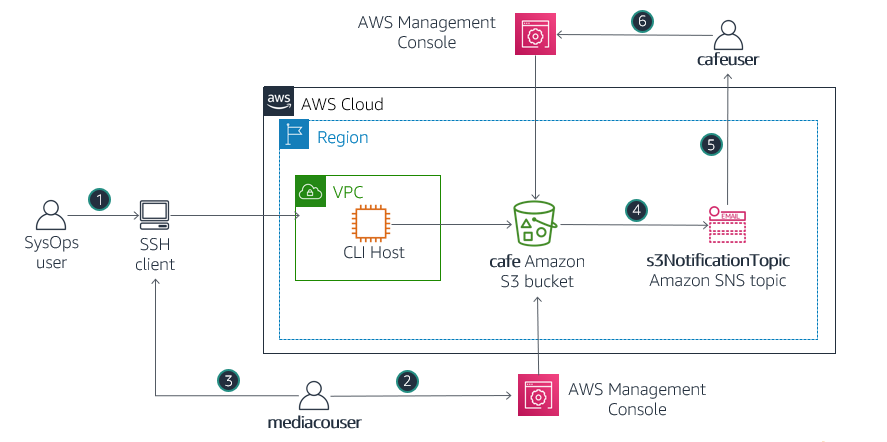 AWS Management
Console
6
cafeuser
aws
AWS Cloud
Region
5
VPC
1
4
SysOps
user
SSH
client
CLI Host
cafe Amazon
S3 bucket
EMAIL
s3NotificationTopic
Amazon SNS topic
3
2
mediacouser
AWS Management
Console